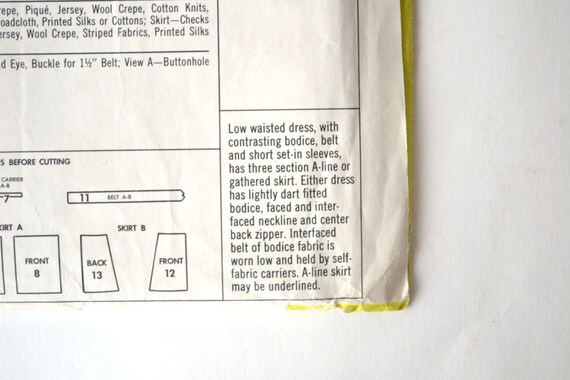 repe, Piqué, Jersey, Wool Crepe, Cotton Knits,
oadcloth, Printed Silks or Cottons; Skirt—Checks
ersey, Wool Crepe, Striped Fabrics, Printed Silks
d Eye, Buckle for 1½" Belt; View A—Buttonhole
S BEFORE CUTTING
CARRIER
A-B
7
11 BELT A-B
KIRT A
SKIRT B
FRONT
8
BACK
13
FRONT
12
Low waisted dress, with
contrasting bodice, belt
and short set-in sleeves,
has three section A-line or
gathered skirt. Either dress
has lightly dart fitted
bodice, faced and inter-
faced neckline and center
back zipper. Interfaced
belt of bodice fabric is
worn low and held by self-
fabric carriers. A-line skirt
may be underlined.